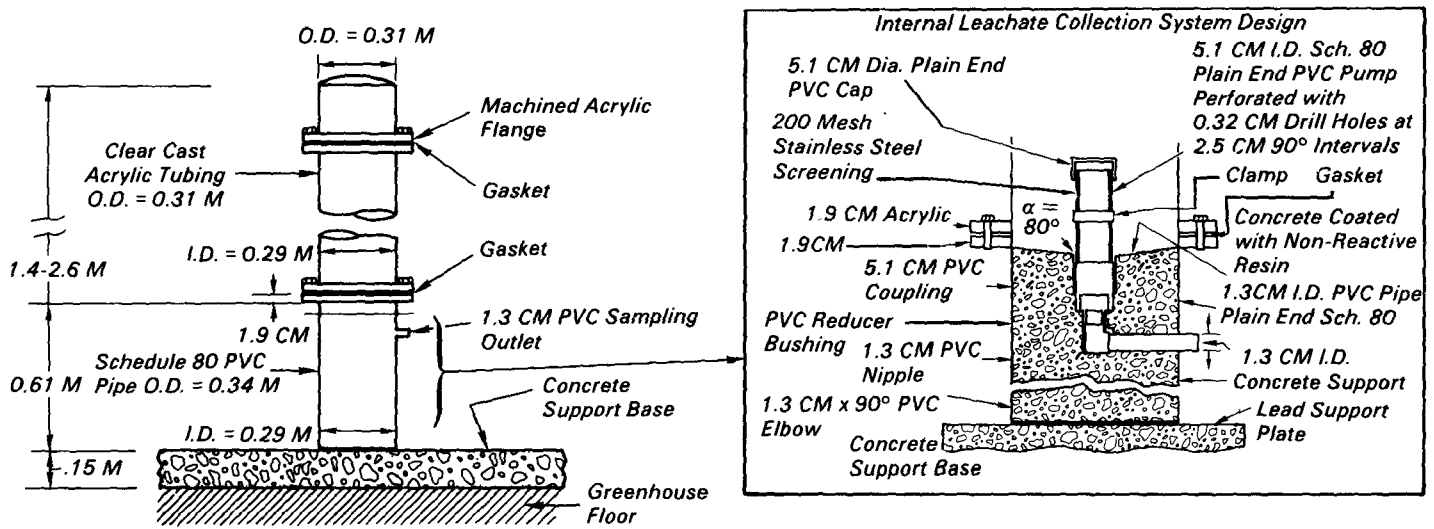 O.D. = 0.31 M
Machined Acrylic
Flange
Clear Cast
Acrylic Tubing
O.D. = 0.31 M
Gasket
I.D. = 0.29 M
Gasket
1.4-2.6 M
1.9 CM
1.3 CM PVC Sampling
Outlet
Schedule 80 PVC
Pipe O.D. = 0.34 M
0.61 M
Concrete
Support Base
I.D. = 0.29 M
.15 M
Greenhouse
Floor
Internal Leachate Collection System Design
5.1 CM Dia. Plain End
PVC Cap
200 Mesh
Stainless Steel
Screening
5.1 CM I.D. Sch. 80
Plain End PVC Pump
Perforated with
0.32 CM Drill Holes at
2.5 CM 90° Intervals
Clamp Gasket
1.9 CM Acrylic
α =
80°
1.9CM
Concrete Coated
with Non-Reactive
Resin
5.1 CM PVC
Coupling
1.3CM I.D. PVC Pipe
Plain End Sch. 80
PVC Reducer
Bushing
1.3 CM PVC
Nipple
1.3 CM I.D.
Concrete Support
1.3 CM x 90° PVC
Elbow
Lead Support
Plate
Concrete
Support Base